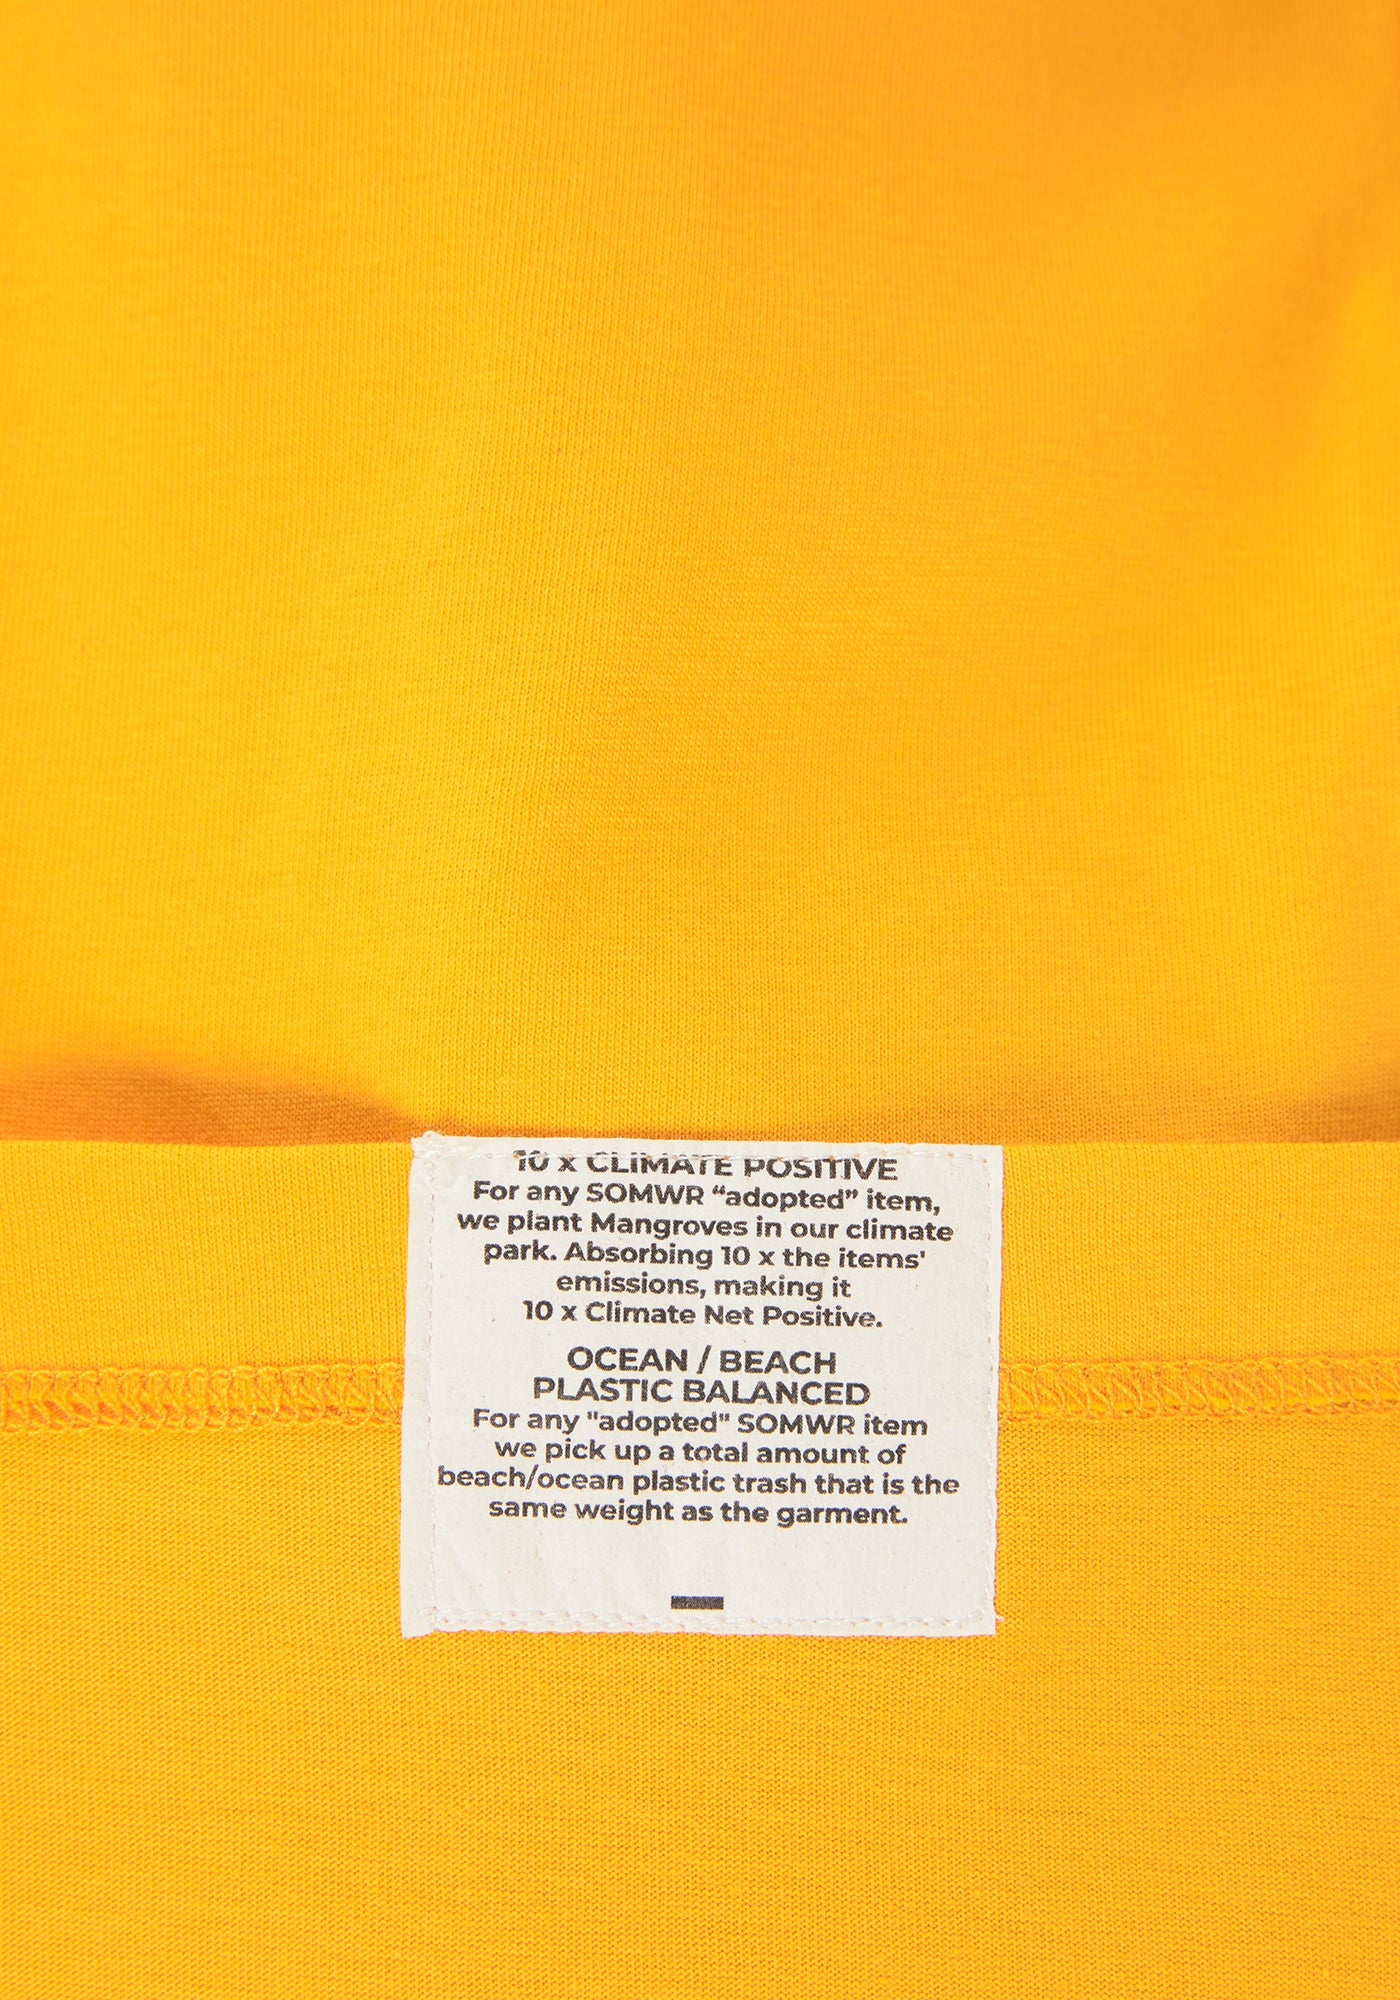 10 x CLIMATE POSITIVE
For any SOMWR “adopted” item,
we plant Mangroves in our climate
park. Absorbing 10 x the items'
emissions, making it
10 x Climate Net Positive.
OCEAN / BEACH
PLASTIC BALANCED
For any "adopted" SOMWR item
we pick up a total amount of
beach/ocean plastic trash that is the
same weight as the garment.